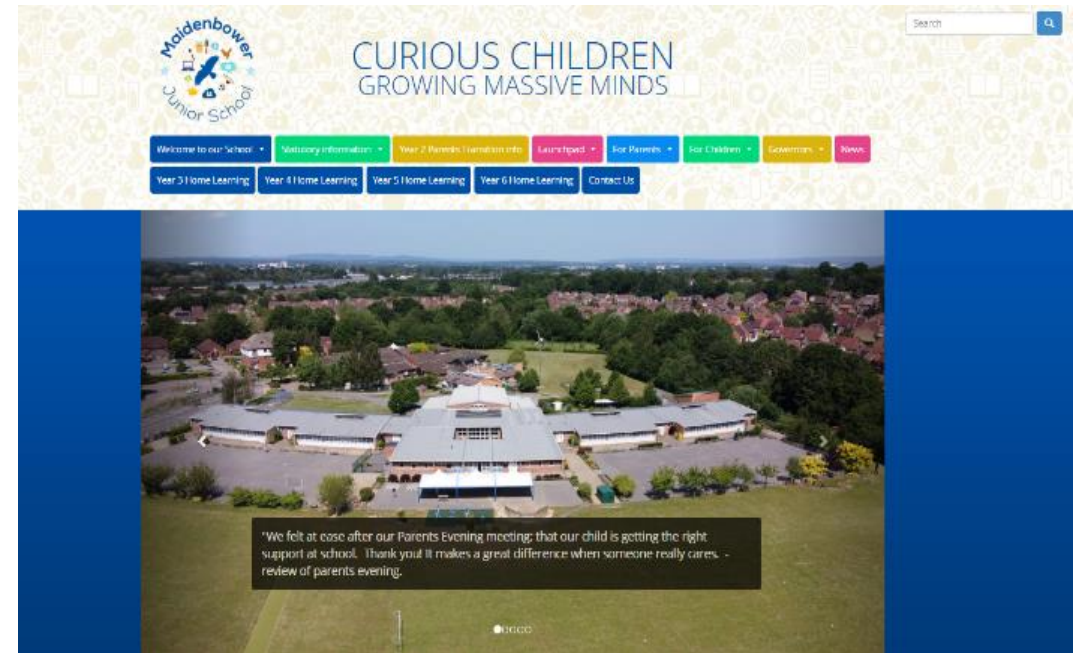 Maidenbower
Junior School
Search
CURIOUS CHILDREN
GROWING MASSIVE MINDS
Welcome to our School
Statutory information
Year 2 Parents Transition info
Launchpad
For Parents
For Children
Governors
News
Year 3 Home Learning
Year 4 Home Learning
Year 5 Home Learning
Year 6 Home Learning
Contact Us
"We felt at ease after our Parents Evening meeting; that our child is getting the right
support at school. Thank you! It makes a great difference when someone really cares. -
review of parents evening.